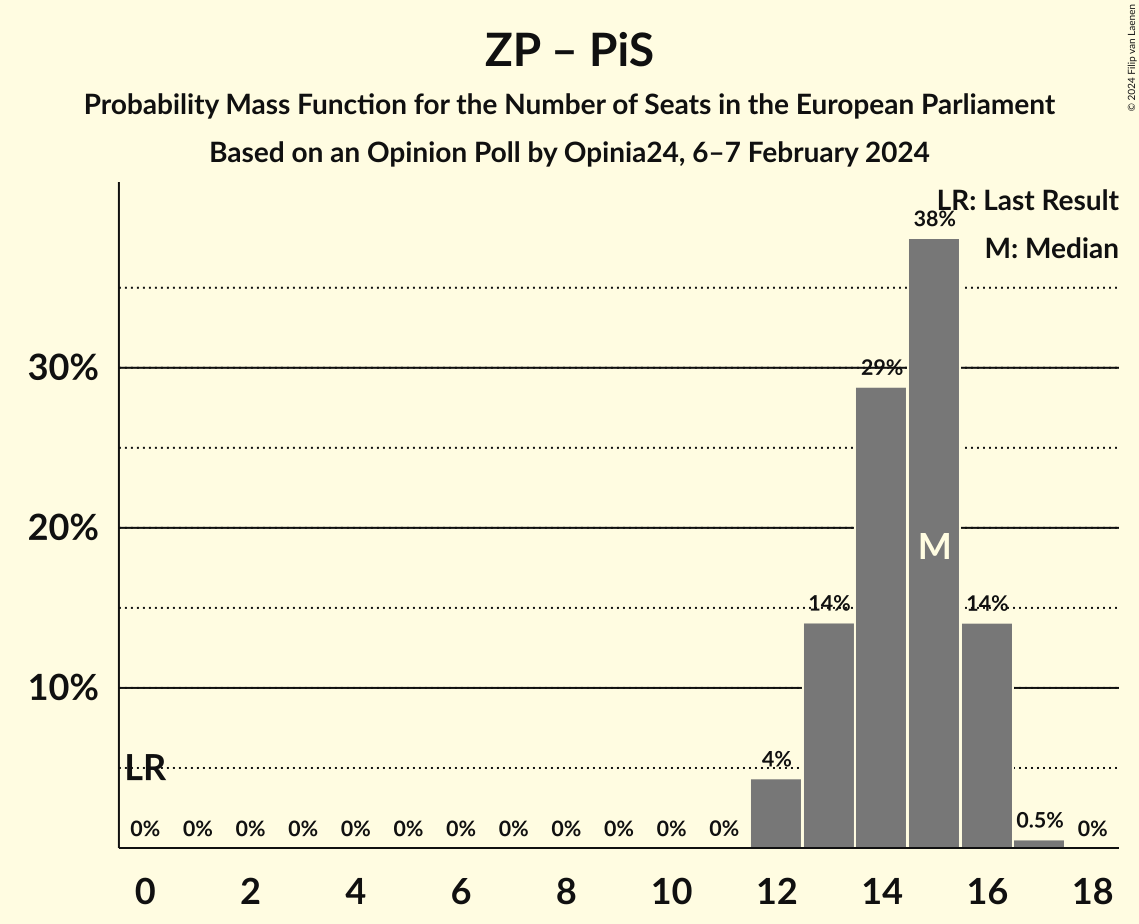 ZP – PiS
Probability Mass Function for the Number of Seats in the European Parliament
Based on an Opinion Poll by Opinia24, 6–7 February 2024
© 2024 Filip van Laenen
LR: Last Result
M: Median
38%
30%
29%
20%
M
14%
14%
10%
LR
4%
0% 0% 0% 0% 0% 0% 0% 0% 0% 0% 0% 0% 0.5% 0%
0 2 4 6 8 10 12 14 16 18